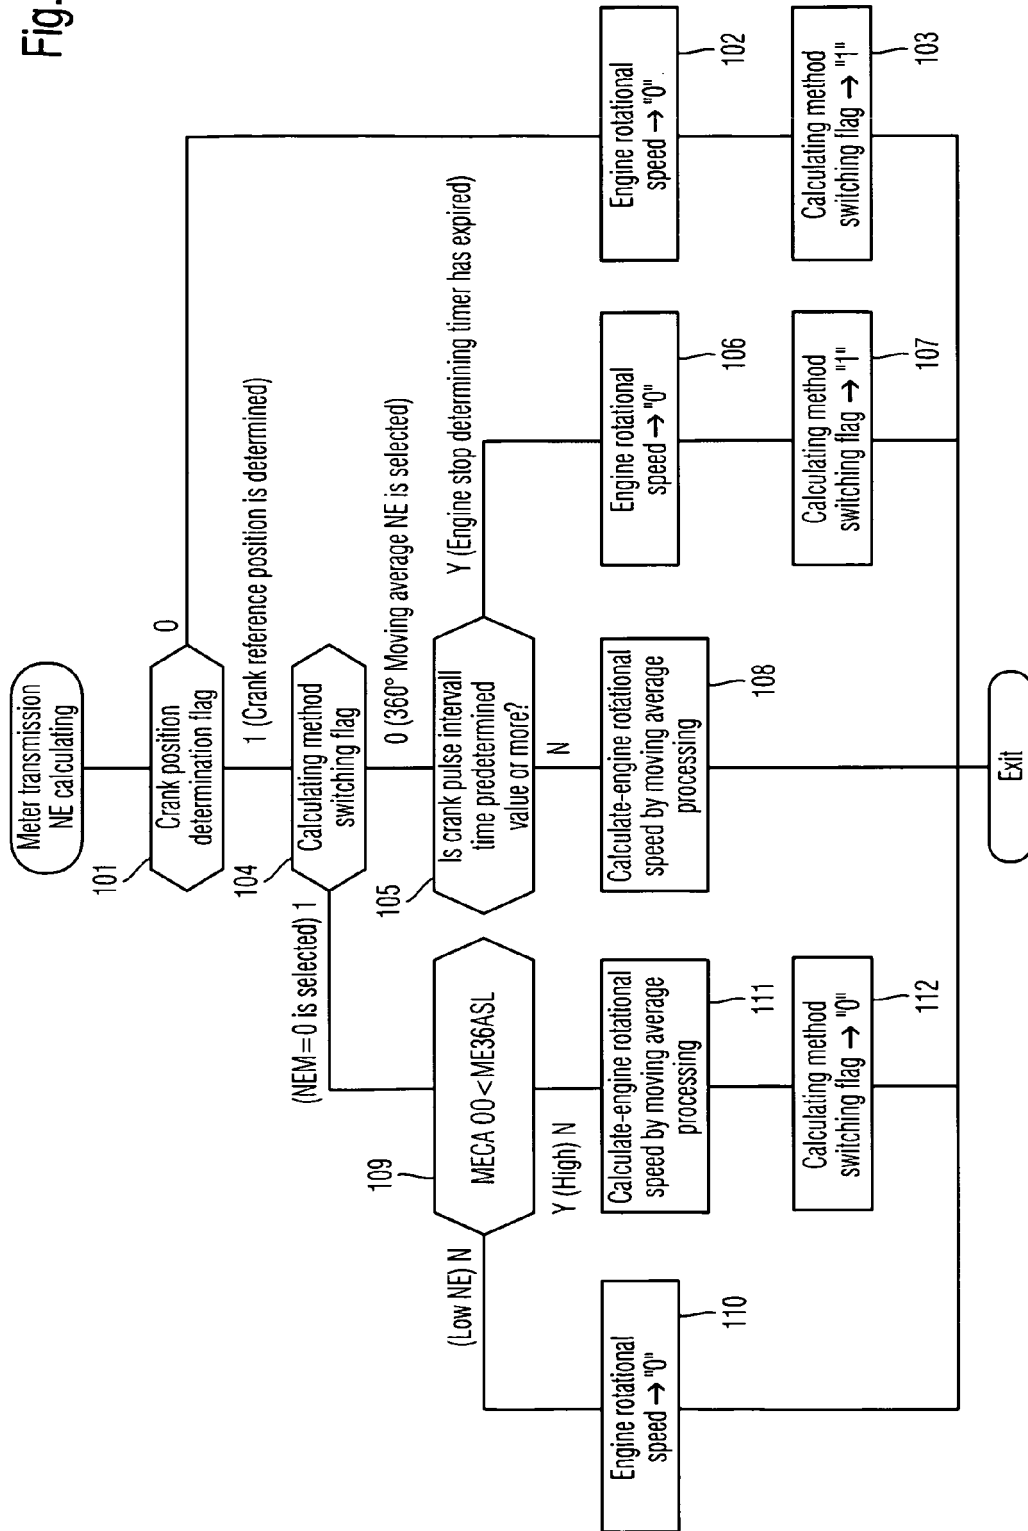 Fig.
Meter transmission
NE calculating
101
Crank position
determination flag
0
1 (Crank reference position is determined)
104
Calculating method
switching flag
(NEM=0 is selected) 1
0 (360° Moving average NE is selected)
105
Is crank pulse intervall
time predetermined
value or more?
Y (Engine stop determining timer has expired)
N
109
MECA 00<ME36ASL
(Low NE) N
Y (High) N
Engine rotational
speed → "0"
110
Calculate-engine rotational
speed by moving average
processing
111
Calculate-engine rotational
speed by moving average
processing
108
Engine rotational
speed → "0"
106
Engine rotational
speed → "0"
102
Calculating method
switching flag → "0"
112
Calculating method
switching flag → "1"
107
Calculating method
switching flag → "1"
103
Exit